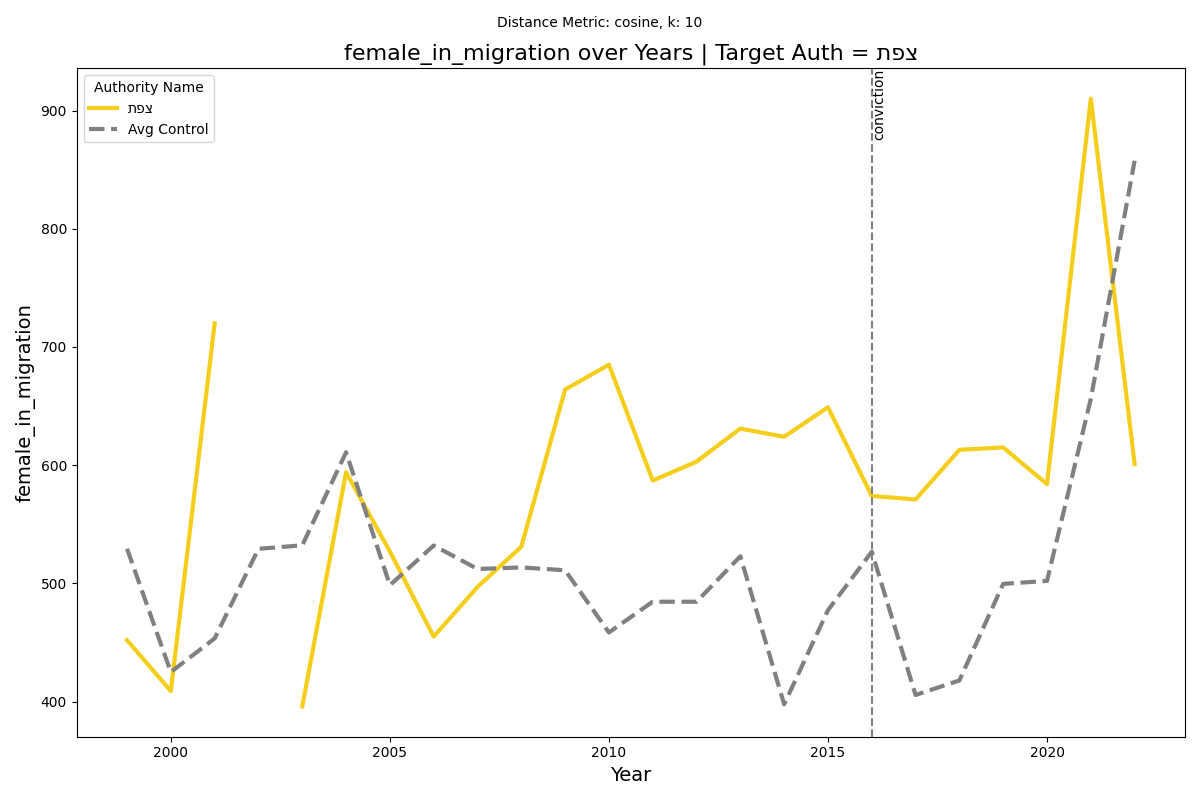 Distance Metric: cosine, k: 10
female_in_migration over Years | Target Auth = צפת
Authority Name
צפת
Avg Control
conviction
female_in_migration
900
800
700
600
500
400
2000
2005
2010
2015
2020
Year